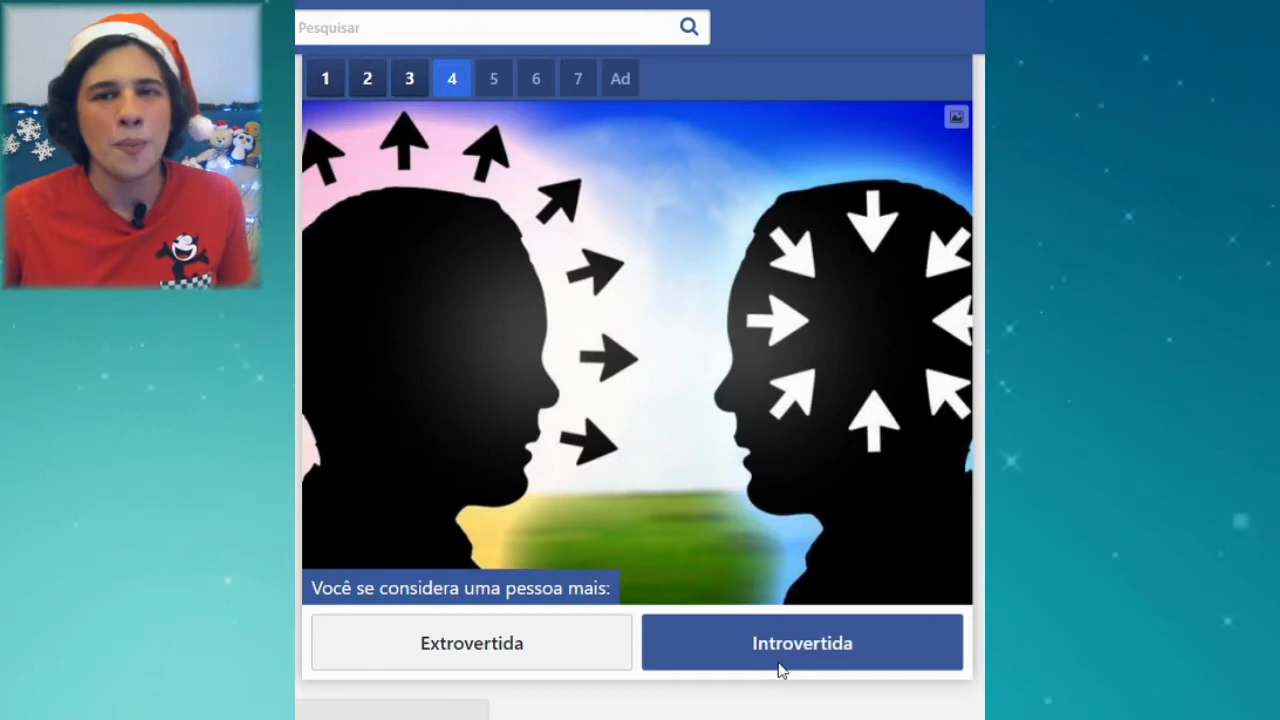 Pesquisar
1 2 3 4 5 6 7 Ad
Você se considera uma pessoa mais:
Extrovertida Introvertida